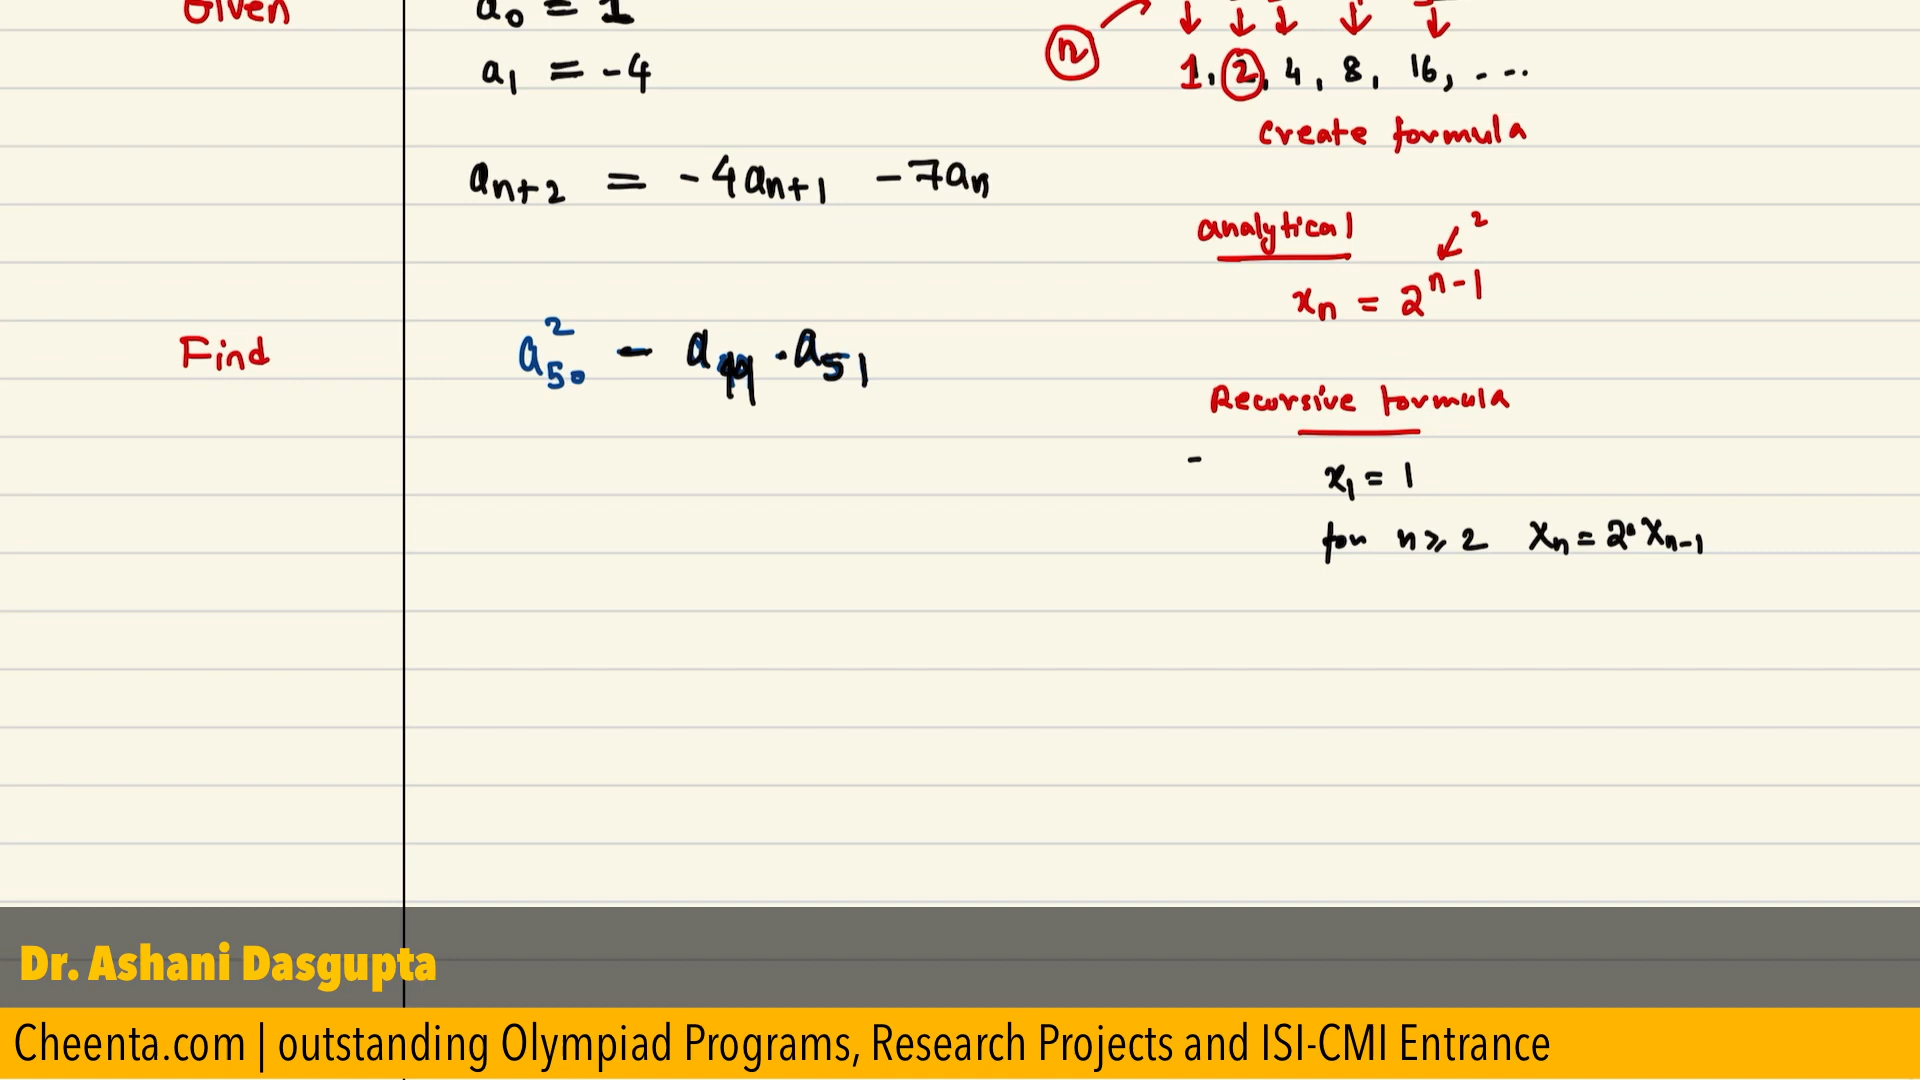 Given
a₀ = 1
a₁ = -4
aₙ₊₂ = -4aₙ₊₁ - 7aₙ
Find
a₅₀² - a₄₉ · a₅₁
n
1, 2, 4, 8, 16, ...
create formula
analytical
2
xₙ = 2ⁿ⁻¹
Recursive formula
-
x₁ = 1
for n ⩾ 2 xₙ = 2·xₙ₋₁
Dr. Ashani Dasgupta
Cheenta.com | outstanding Olympiad Programs, Research Projects and ISI-CMI Entrance